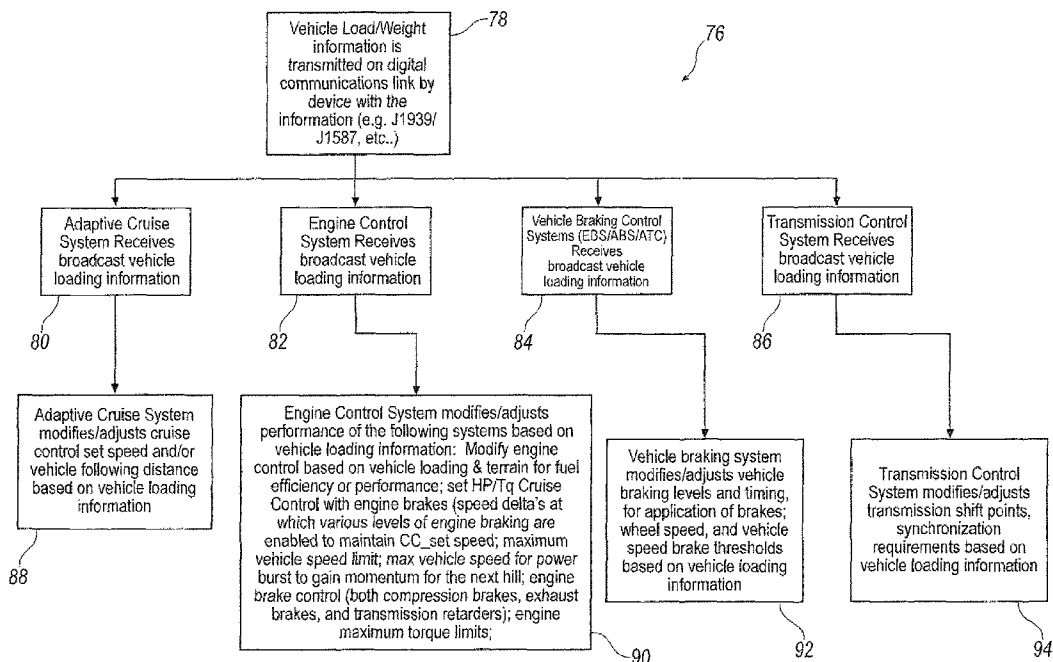 Vehicle Load/Weight
information is
transmitted on digital
communications link by
device with the
information (e.g. J1939/
J1587, etc..)
78
76
Adaptive Cruise
System Receives
broadcast vehicle
loading information
80
Engine Control
System Receives
broadcast vehicle
loading information
82
Vehicle Braking Control
Systems (EBS/ABS/ATC)
Receives
broadcast vehicle
loading information
84
Transmission Control
System Receives
broadcast vehicle
loading information
86
Adaptive Cruise System
modifies/adjusts cruise
control set speed and/or
vehicle following distance
based on vehicle loading
information
88
Engine Control System modifies/adjusts
performance of the following systems based on
vehicle loading information: Modify engine
control based on vehicle loading & terrain for fuel
efficiency or performance; set HP/Tq Cruise
Control with engine brakes (speed delta's at
which various levels of engine braking are
enabled to maintain CC_set speed; maximum
vehicle speed limit; max vehicle speed for power
burst to gain momentum for the next hill; engine
brake control (both compression brakes, exhaust
brakes, and transmission retarders); engine
maximum torque limits;
90
Vehicle braking system
modifies/adjusts vehicle
braking levels and timing,
for application of brakes;
wheel speed, and vehicle
speed brake thresholds
based on vehicle loading
information
92
Transmission Control
System modifies/adjusts
transmission shift points,
synchronization
requirements based on
vehicle loading information
94